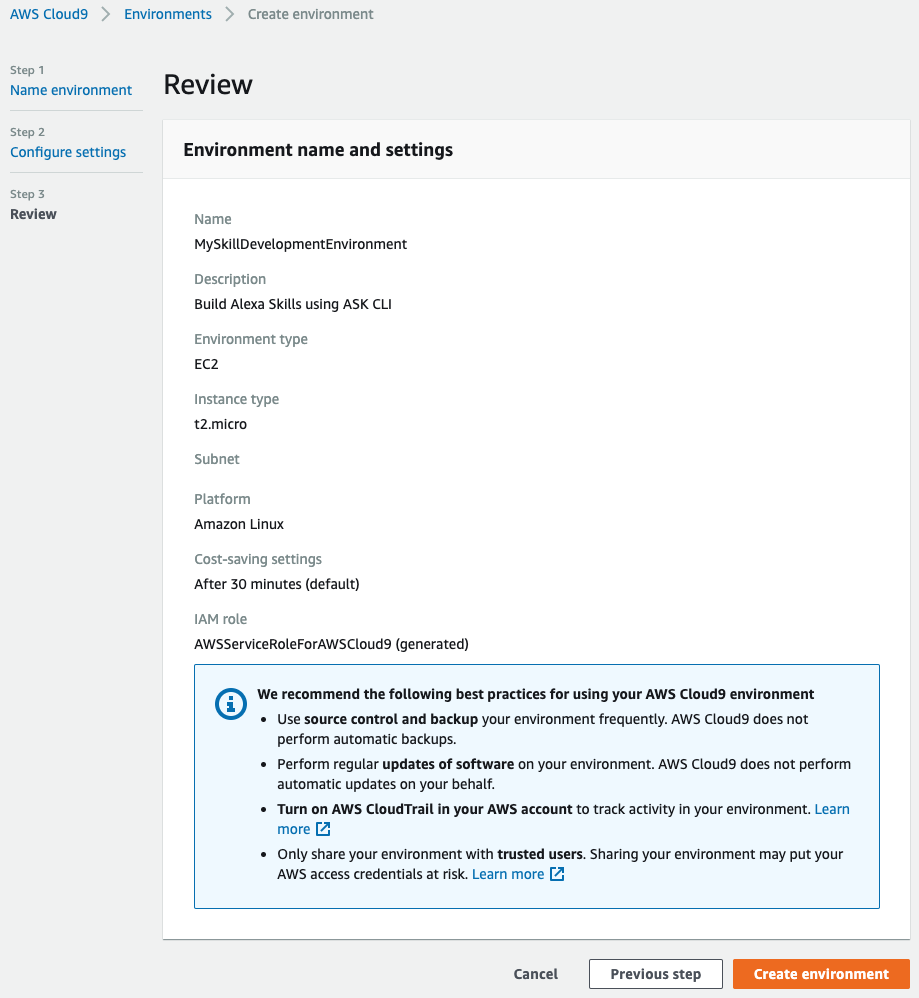 AWS Cloud9 > Environments > Create environment
Step 1
Name environment
Step 2
Configure settings
Step 3
Review
Review
Environment name and settings
Name
MySkillDevelopmentEnvironment
Description
Build Alexa Skills using ASK CLI
Environment type
EC2
Instance type
t2.micro
Subnet
Platform
Amazon Linux
Cost-saving settings
After 30 minutes (default)
IAM role
AWSServiceRoleForAWSCloud9 (generated)
We recommend the following best practices for using your AWS Cloud9 environment
• Use source control and backup your environment frequently. AWS Cloud9 does not
perform automatic backups.
• Perform regular updates of software on your environment. AWS Cloud9 does not perform
automatic updates on your behalf.
• Turn on AWS CloudTrail in your AWS account to track activity in your environment. Learn
more
• Only share your environment with trusted users. Sharing your environment may put your
AWS access credentials at risk. Learn more
Cancel
Previous step
Create environment